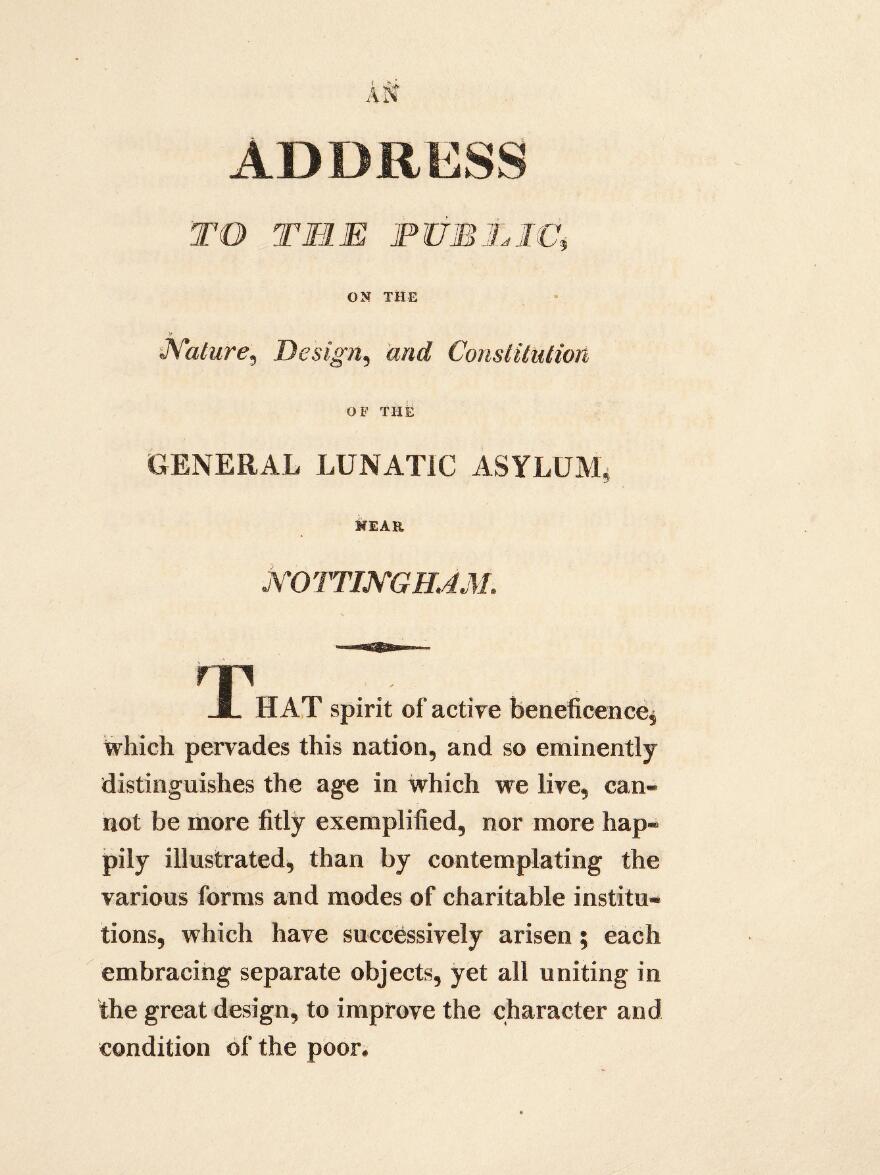 AN
ADDRESS
TO THE PUBLIC,
ON THE
Nature, Design, and Constitution
OF THE
GENERAL LUNATIC ASYLUM,
NEAR
NOTTINGHAM.
THAT spirit of active beneficence,
which pervades this nation, and so eminently
distinguishes the age in which we live, can-
not be more fitly exemplified, nor more hap-
pily illustrated, than by contemplating the
various forms and modes of charitable institu-
tions, which have successively arisen ; each
embracing separate objects, yet all uniting in
the great design, to improve the character and
condition of the poor.